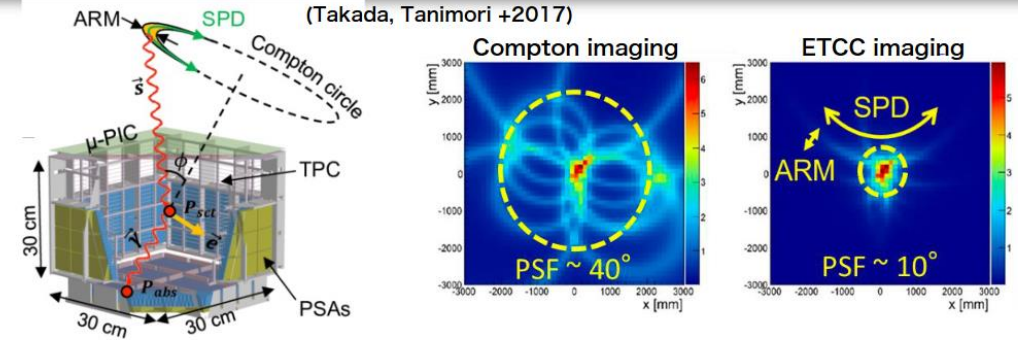 (Takada, Tanimori +2017)
ARM
SPD
Compton circle
s⃗
μ-PIC
ϕ
TPC
P_sct
γ⃗
e⃗
P_abs
PSAs
30 cm
30 cm
30 cm
Compton imaging
y [mm]
3000
2000
1000
0
-1000
-2000
-3000
-3000 -2000 -1000 0 1000 2000 3000
x [mm]
6
5
4
3
2
1
PSF ~ 40°
ETCC imaging
y [mm]
3000
2000
1000
0
-1000
-2000
-3000
-3000 -2000 -1000 0 1000 2000 3000
x [mm]
5
4
3
2
1
SPD
ARM
PSF ~ 10°